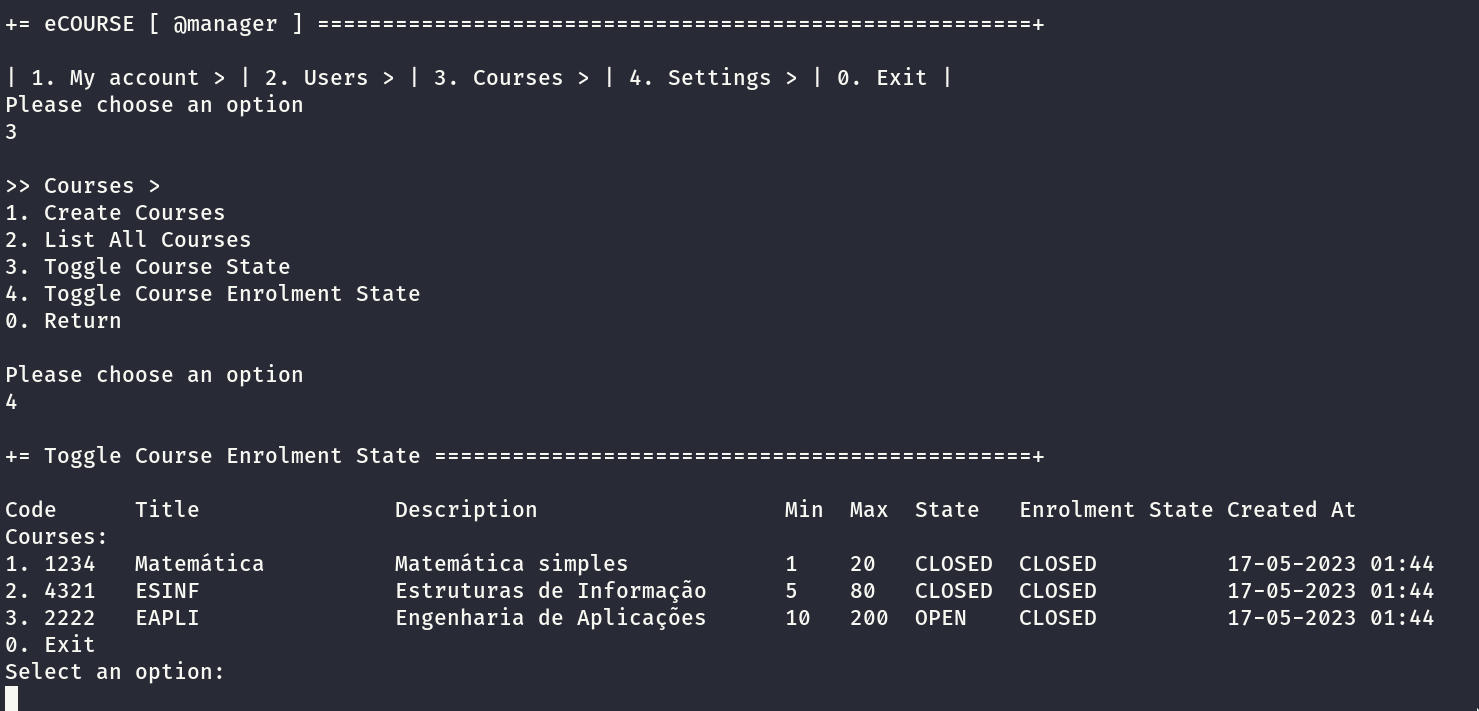 += eCOURSE [ @manager ] =======================================================+
| 1. My account > | 2. Users > | 3. Courses > | 4. Settings > | 0. Exit |
Please choose an option
3
>> Courses >
1. Create Courses
2. List All Courses
3. Toggle Course State
4. Toggle Course Enrolment State
0. Return
Please choose an option
4
+= Toggle Course Enrolment State ==============================================+
Code      Title               Description                   Min  Max  State   Enrolment State Created At
Courses:
1. 1234   Matemática          Matemática simples            1    20   CLOSED  CLOSED          17-05-2023 01:44
2. 4321   ESINF               Estruturas de Informação      5    80   CLOSED  CLOSED          17-05-2023 01:44
3. 2222   EAPLI               Engenharia de Aplicações      10   200  OPEN    CLOSED          17-05-2023 01:44
0. Exit
Select an option: